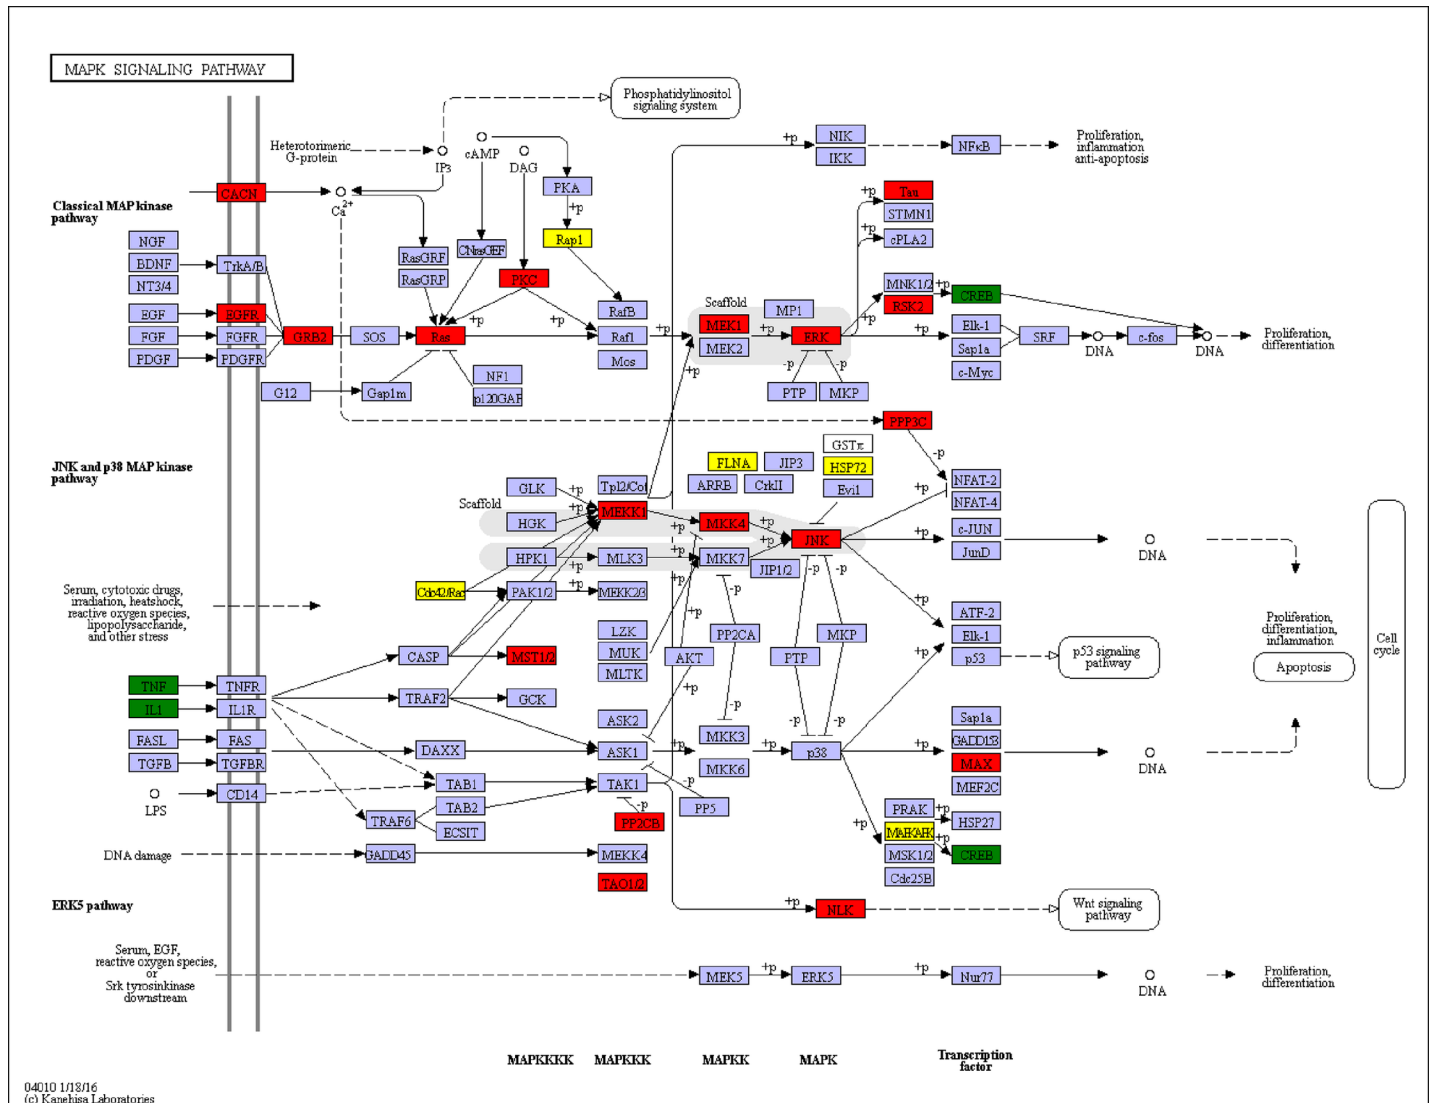 MAPK SIGNALING PATHWAY
Phosphatidylinositol
signaling system
Heterotorimeric
G-protein
IP3
cAMP
DAG
PKA
+p
NIK
IKK
+p
NFκB
Proliferation,
inflammation
anti-apoptosis
CACN
Ca2+
Classical MAP kinase
pathway
NGF
BDNF
NT3/4
EGF
FGF
PDGF
TrkA/B
EGFR
FGFR
PDGFR
GRB2
SOS
RasGRF
RasGRP
CNrasGEF
PKC
Rap1
Ras
+p
+p
RafB
Raf1
Mos
+p
G12
Gap1m
NF1
p120GAP
Scaffold
MEK1
MEK2
MP1
+p
ERK
+p
+p
-p
-p
PTP
MKP
+p
Tau
STMN1
+p
cPLA2
MNK1/2
+p
RSK2
CREB
Elk-1
Sap1a
c-Myc
SRF
DNA
c-fos
DNA
Proliferation,
differentiation
+p
PPP3C
-p
JNK and p38 MAP kinase
pathway
Scaffold
GLK
HGK
HPK1
+p
+p
+p
+p
Tpl2/Cot
MEKK1
MLK3
+p
+p
FLNA
JIP3
ARRB
CrkII
GSTπ
HSP72
Evi1
MKK4
+p
MKK7
+p
JIP1/2
JNK
+p
+p
+p
NFAT-2
NFAT-4
c-JUN
JunD
DNA
Cdc42/Rac
+p
PAK1/2
+p
MEKK2/3
Serum, cytotoxic drugs,
irradiation, heatshock,
reactive oxygen species,
lipopolysaccharide,
and other stress
LZK
MUK
MLTK
AKT
+p
-p
PP2CA
-p
-p
-p
PTP
MKP
-p
-p
ATF-2
Elk-1
p53
+p
p53 signaling
pathway
Proliferation,
differentiation,
inflammation
Apoptosis
Cell
cycle
CASP
MST1/2
TRAF2
GCK
TNF
TNFR
IL1
IL1R
FASL
FAS
TGFB
TGFBR
LPS
CD14
DAXX
ASK2
ASK1
+p
MKK3
MKK6
+p
p38
+p
Sap1a
GADD153
MAX
MEF2C
DNA
TAB1
TAB2
ECSIT
TRAF6
TAK1
-p
PP2CB
-p
PP5
PRAK
+p
HSP27
MAPKAPK
+p
MSK1/2
CREB
Cdc25B
+p
DNA damage
GADD45
MEKK4
TAO1/2
ERK5 pathway
+p
NLK
Wnt signaling
pathway
Serum, EGF,
reactive oxygen species,
or
Srk tyrosinkinase
downstream
MEK5
+p
ERK5
+p
Nur77
DNA
Proliferation,
differentiation
MAPKKKK
MAPKKK
MAPKK
MAPK
Transcription
factor
04010 1/18/16
(c) Kanehisa Laboratories